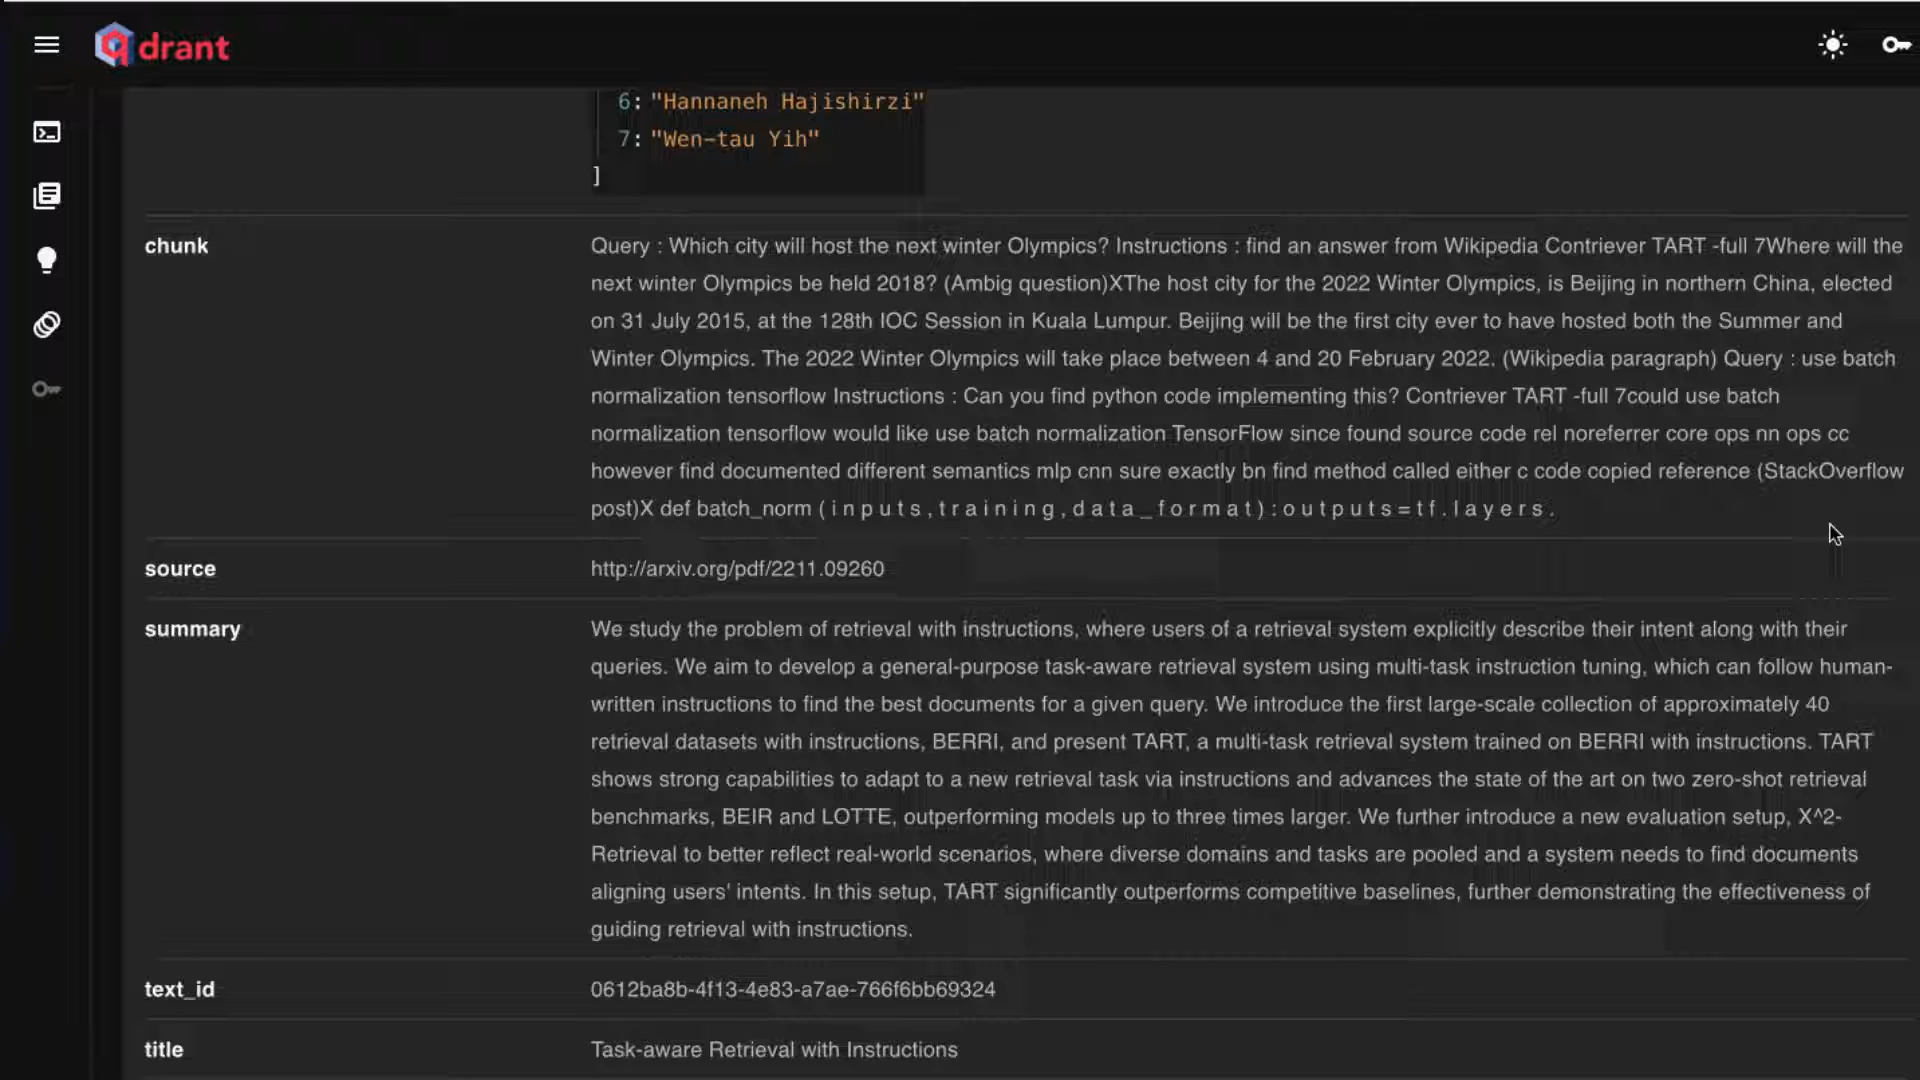 qdrant
6: "Hannaneh Hajishirzi"
7: "Wen-tau Yih"
]
chunk
Query : Which city will host the next winter Olympics? Instructions : find an answer from Wikipedia Contriever TART -full 7Where will the
next winter Olympics be held 2018? (Ambig question)XThe host city for the 2022 Winter Olympics, is Beijing in northern China, elected
on 31 July 2015, at the 128th IOC Session in Kuala Lumpur. Beijing will be the first city ever to have hosted both the Summer and
Winter Olympics. The 2022 Winter Olympics will take place between 4 and 20 February 2022. (Wikipedia paragraph) Query : use batch
normalization tensorflow Instructions : Can you find python code implementing this? Contriever TART -full 7could use batch
normalization tensorflow would like use batch normalization TensorFlow since found source code rel noreferrer core ops nn ops cc
however find documented different semantics mlp cnn sure exactly bn find method called either c code copied reference (StackOverflow
post)X def batch_norm ( i n p u t s , t r a i n i n g , d a t a _ f o r m a t ) : o u t p u t s = t f . l a y e r s .
source
http://arxiv.org/pdf/2211.09260
summary
We study the problem of retrieval with instructions, where users of a retrieval system explicitly describe their intent along with their
queries. We aim to develop a general-purpose task-aware retrieval system using multi-task instruction tuning, which can follow human-
written instructions to find the best documents for a given query. We introduce the first large-scale collection of approximately 40
retrieval datasets with instructions, BERRI, and present TART, a multi-task retrieval system trained on BERRI with instructions. TART
shows strong capabilities to adapt to a new retrieval task via instructions and advances the state of the art on two zero-shot retrieval
benchmarks, BEIR and LOTTE, outperforming models up to three times larger. We further introduce a new evaluation setup, X^2-
Retrieval to better reflect real-world scenarios, where diverse domains and tasks are pooled and a system needs to find documents
aligning users' intents. In this setup, TART significantly outperforms competitive baselines, further demonstrating the effectiveness of
guiding retrieval with instructions.
text_id
0612ba8b-4f13-4e83-a7ae-766f6bb69324
title
Task-aware Retrieval with Instructions